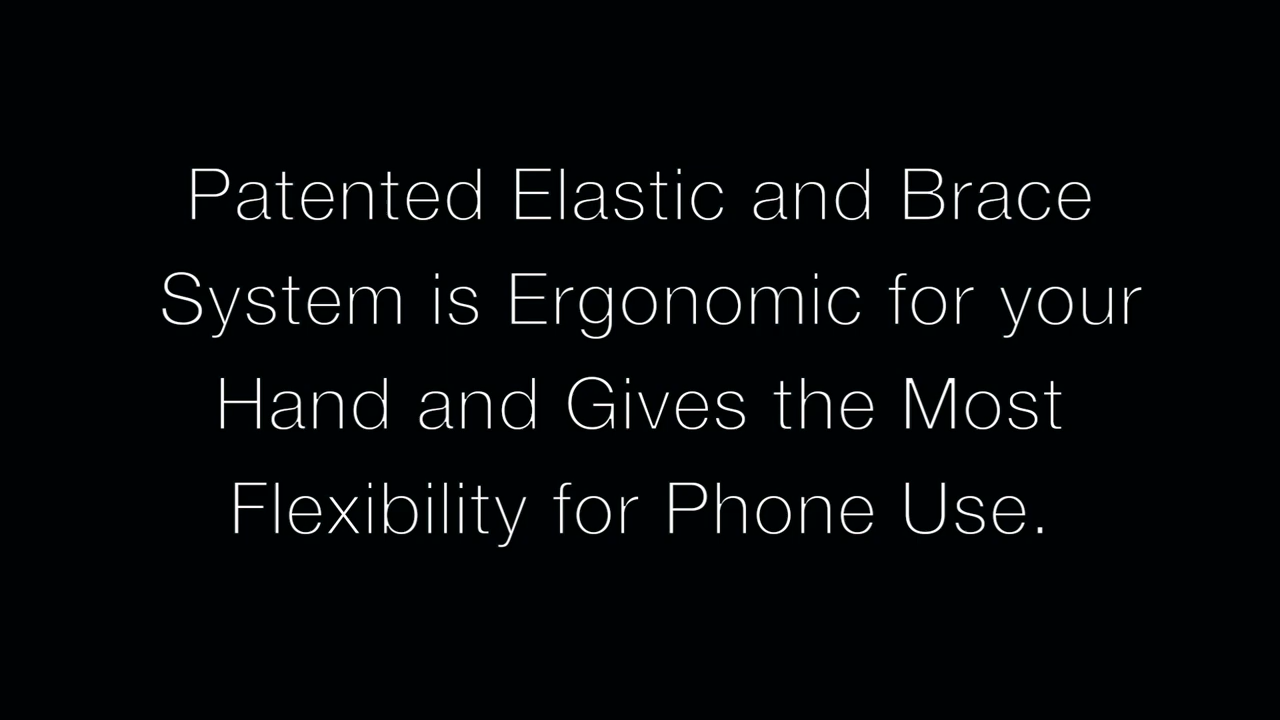 Patented Elastic and Brace
System is Ergonomic for your
Hand and Gives the Most
Flexibility for Phone Use.